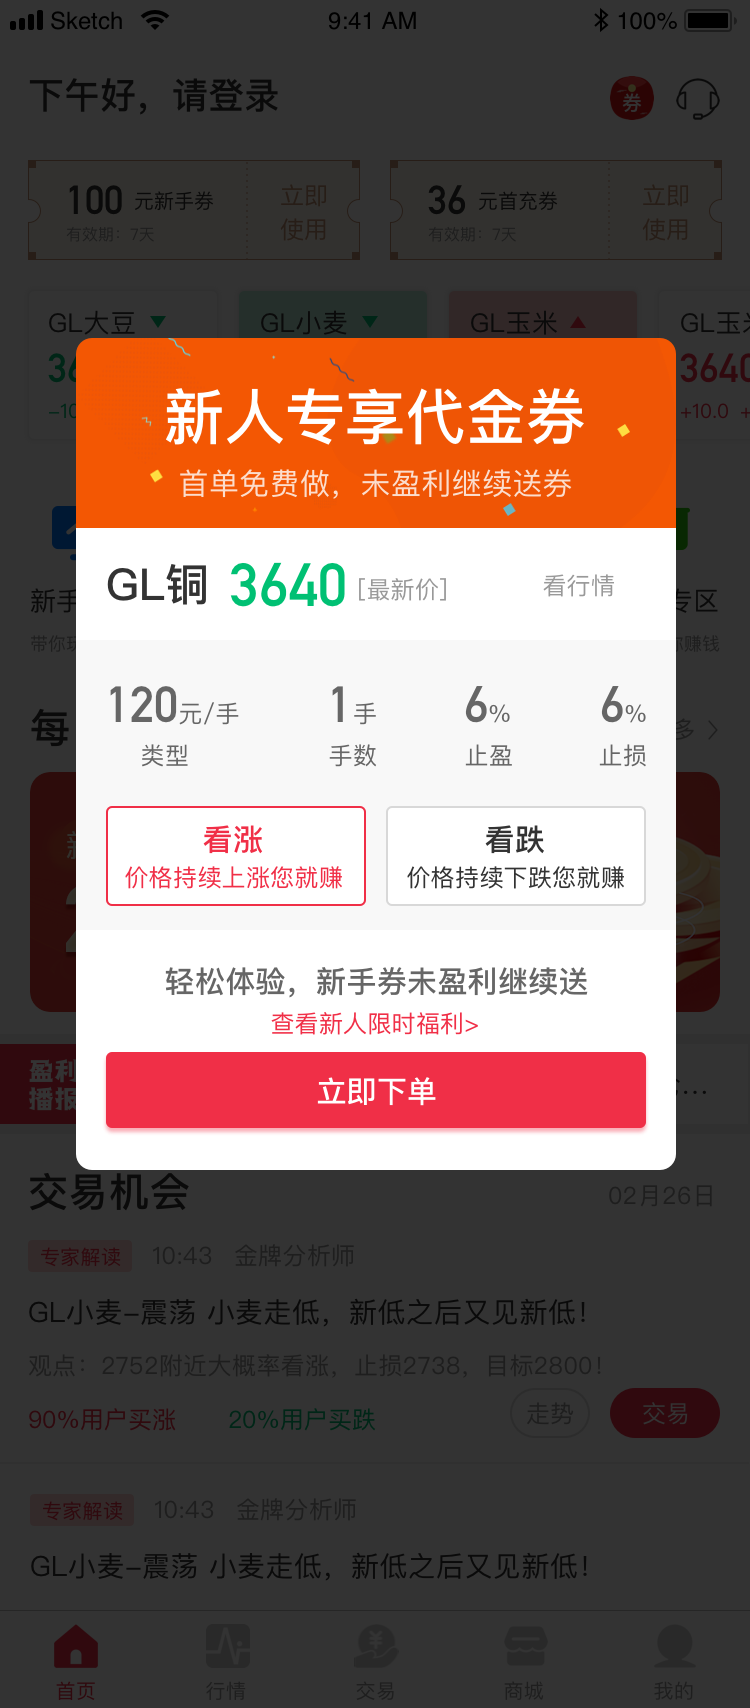 Sketch 9:41 AM 100%
下午好，请登录
券
100 元新手券 立即使用
有效期：7天
36 元首充券 立即使用
有效期：7天
GL大豆 GL小麦 GL玉米 GL玉米
3640
+10.0
新人专享代金券
首单免费做，未盈利继续送券
GL铜 3640 [最新价] 看行情
新手 专区
带你玩 你赚钱
120元/手 1手 6% 6%
类型 手数 止盈 止损
每 多
看涨 看跌
价格持续上涨您就赚 价格持续下跌您就赚
轻松体验，新手券未盈利继续送
查看新人限时福利>
立即下单
盈利
播报
交易机会 02月26日
专家解读 10:43 金牌分析师
GL小麦-震荡 小麦走低，新低之后又见新低！
观点：2752附近大概率看涨，止损2738，目标2800！
90%用户买涨 20%用户买跌 走势 交易
专家解读 10:43 金牌分析师
GL小麦-震荡 小麦走低，新低之后又见新低！
首页 行情 交易 商城 我的